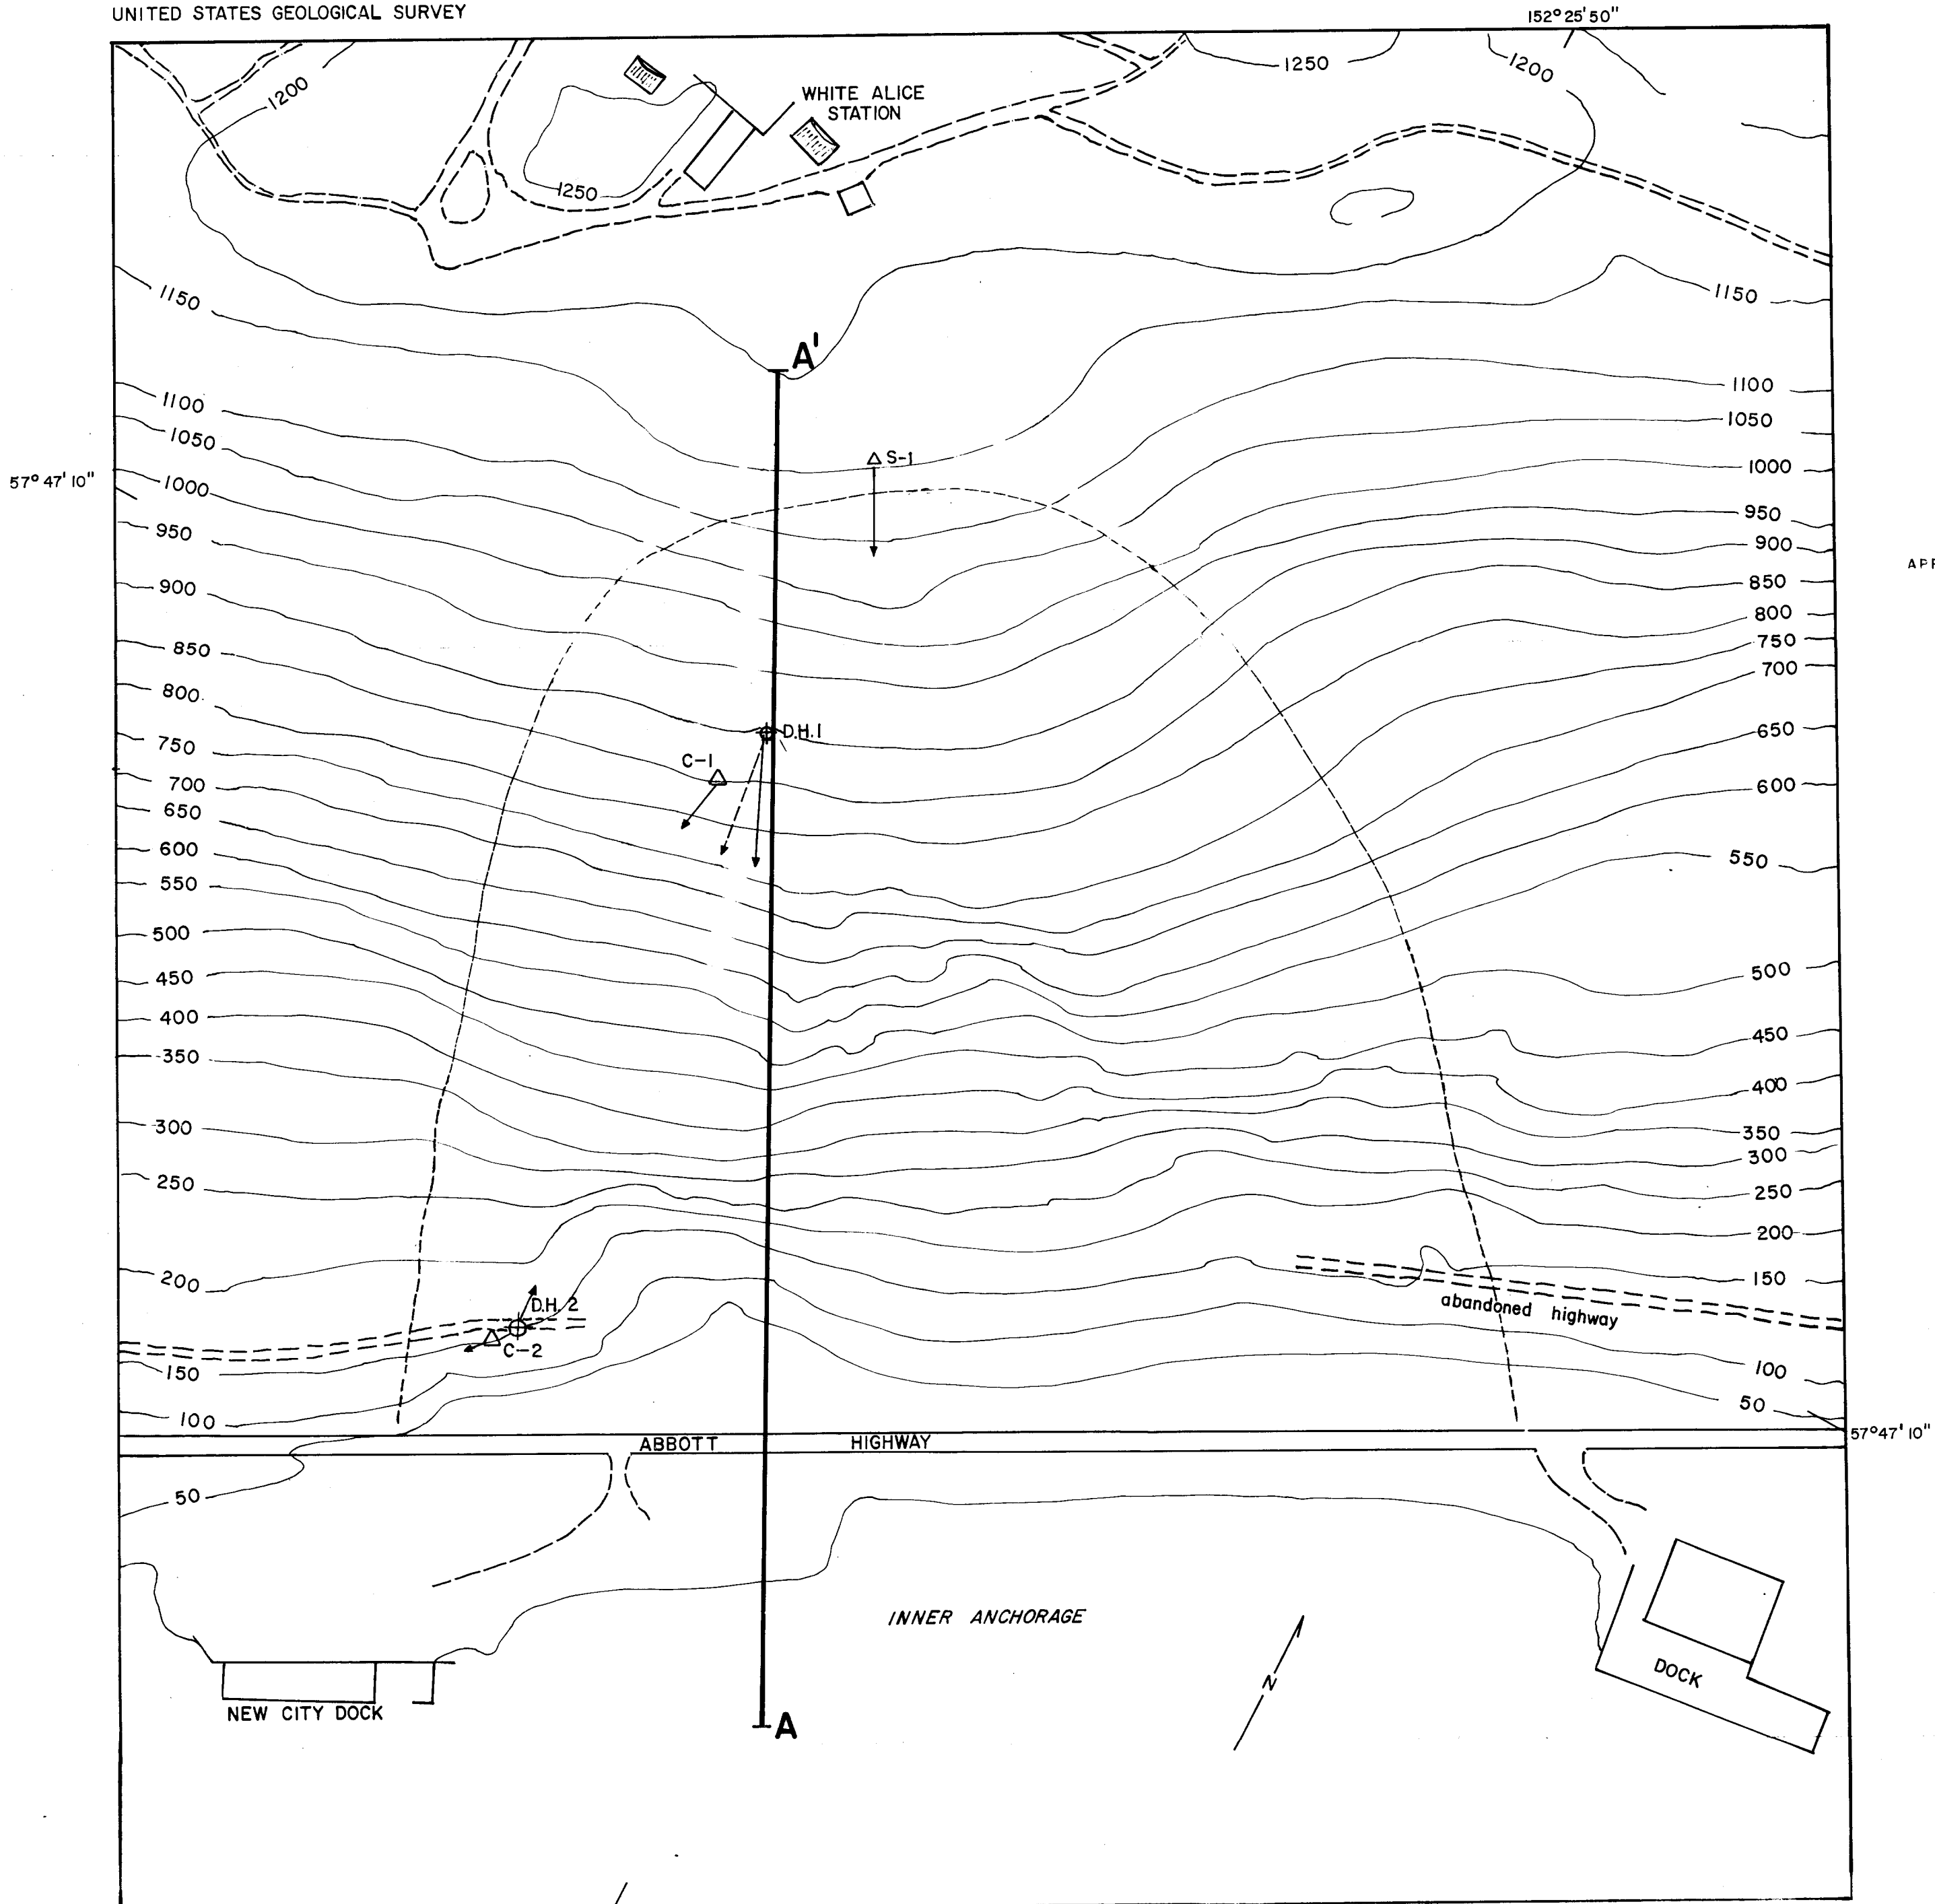 UNITED STATES GEOLOGICAL SURVEY
152° 25' 50"
1200
1250
1200
WHITE ALICE
STATION
1250
1150
1150
A'
1100
1100
1050
1050
S-1
1000
57° 47' 10"
1000
950
950
900
APP
850
900
800
850
750
700
800
D.H.1
650
750
C-1
700
600
650
600
550
550
500
500
450
450
400
400
350
350
300
300
250
250
200
200
150
D.H. 2
abandoned highway
C-2
150
100
50
100
57° 47' 10"
ABBOTT HIGHWAY
50
INNER ANCHORAGE
DOCK
N
NEW CITY DOCK
A